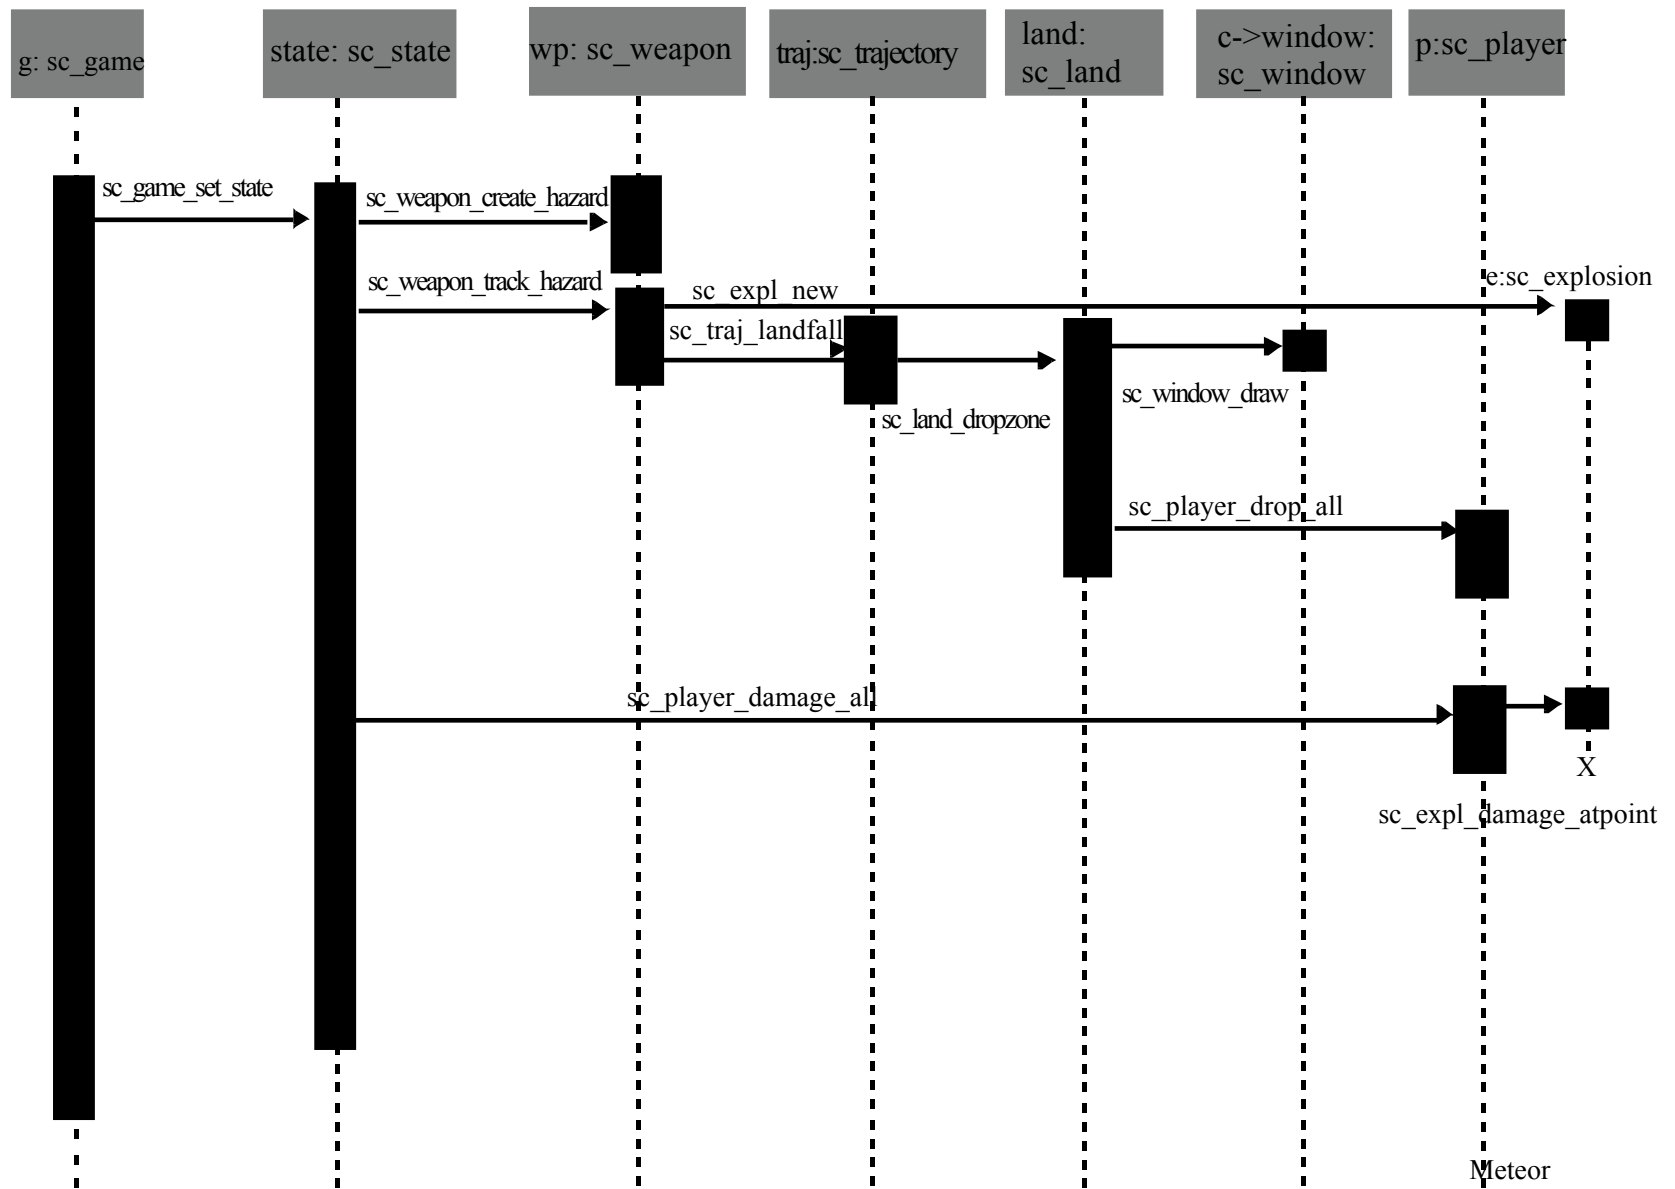 g: sc_game
state: sc_state
wp: sc_weapon
traj:sc_trajectory
land:
sc_land
c->window:
sc_window
p:sc_player
sc_game_set_state
sc_weapon_create_hazard
sc_weapon_track_hazard
sc_expl_new
e:sc_explosion
sc_traj_landfall
sc_window_draw
sc_land_dropzone
sc_player_drop_all
sc_player_damage_all
X
sc_expl_damage_atpoint
Meteor